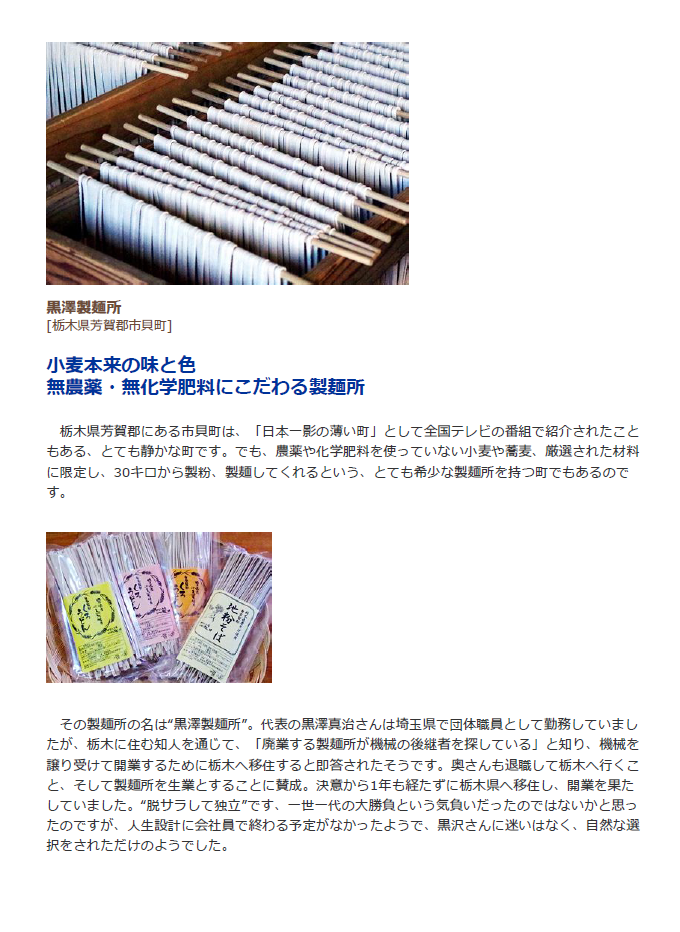 黒澤製麺所
[栃木県芳賀郡市貝町]
小麦本来の味と色
無農薬・無化学肥料にこだわる製麺所
　栃木県芳賀郡にある市貝町は、「日本一影の薄い町」として全国テレビの番組で紹介されたこと
もある、とても静かな町です。でも、農薬や化学肥料を使っていない小麦や蕎麦、厳選された材料
に限定し、30キロから製粉、製麺してくれるという、とても希少な製麺所を持つ町でもあるので
す。
地粉そば
　その製麺所の名は“黒澤製麺所”。代表の黒澤真治さんは埼玉県で団体職員として勤務していまし
たが、栃木に住む知人を通じて、「廃業する製麺所が機械の後継者を探している」と知り、機械を
譲り受けて開業するために栃木へ移住すると即答されたそうです。奥さんも退職して栃木へ行くこ
と、そして製麺所を生業とすることに賛成。決意から1年も経たずに栃木県へ移住し、開業を果た
していました。“脱サラして独立”です、一世一代の大勝負という気負いだったのではないかと思っ
たのですが、人生設計に会社員で終わる予定がなかったようで、黒沢さんに迷いはなく、自然な選
択をされただけのようでした。